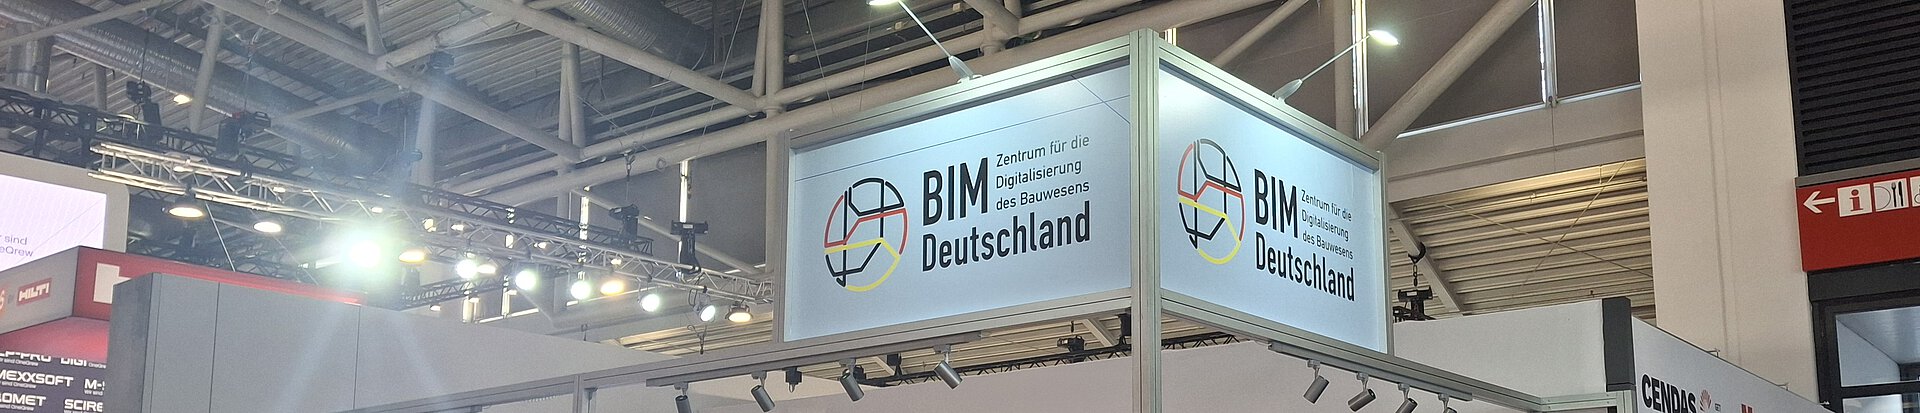 BIM
Zentrum für die
Digitalisierung
des Bauwesens
Deutschland
BIM
Zentrum für die
Digitalisierung
des Bauwesens
Deutschland
sind
HILTI
MEXXSOFT
CENDAS
i